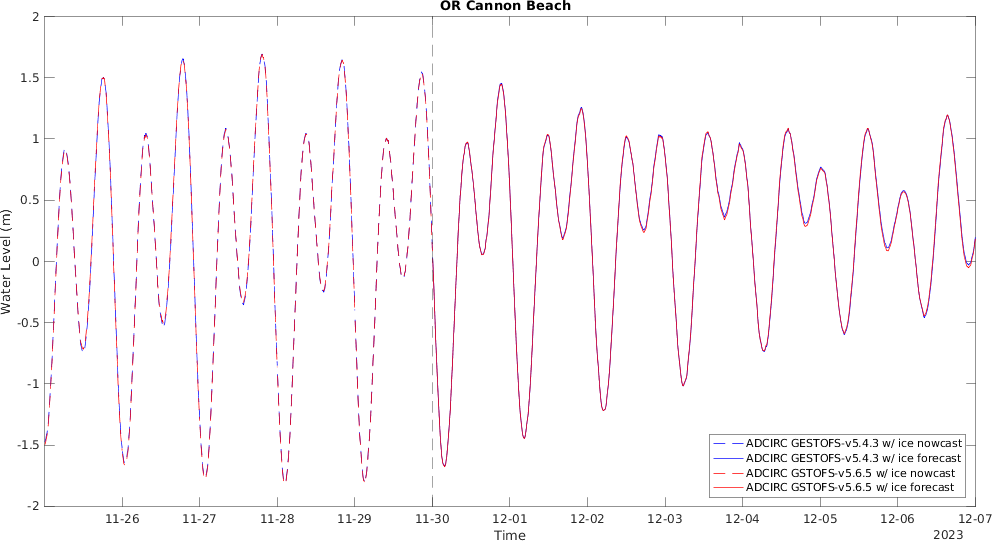 OR Cannon Beach
2
1.5
1
0.5
0
-0.5
-1
-1.5
-2
Water Level (m)
ADCIRC GESTOFS-v5.4.3 w/ ice nowcast
ADCIRC GESTOFS-v5.4.3 w/ ice forecast
ADCIRC GSTOFS-v5.6.5 w/ ice nowcast
ADCIRC GSTOFS-v5.6.5 w/ ice forecast
11-26 11-27 11-28 11-29 11-30 12-01 12-02 12-03 12-04 12-05 12-06 12-07
Time
2023